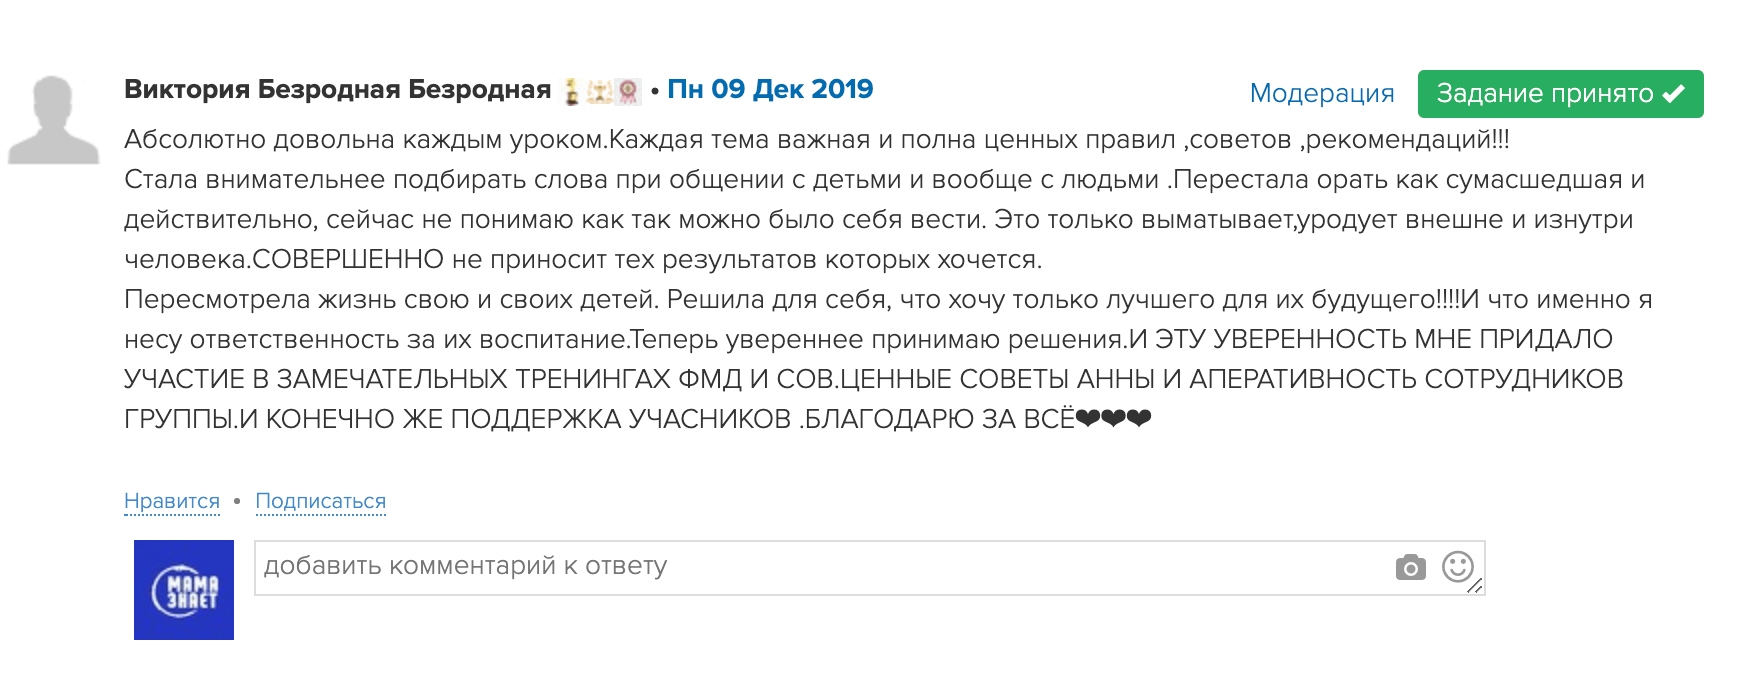 Виктория Безродная Безродная • Пн 09 Дек 2019
Модерация
Задание принято
Абсолютно довольна каждым уроком.Каждая тема важная и полна ценных правил ,советов ,рекомендаций!!!
Стала внимательнее подбирать слова при общении с детьми и вообще с людьми .Перестала орать как сумасшедшая и
действительно, сейчас не понимаю как так можно было себя вести. Это только выматывает,уродует внешне и изнутри
человека.СОВЕРШЕННО не приносит тех результатов которых хочется.
Пересмотрела жизнь свою и своих детей. Решила для себя, что хочу только лучшего для их будущего!!!!И что именно я
несу ответственность за их воспитание.Теперь увереннее принимаю решения.И ЭТУ УВЕРЕННОСТЬ МНЕ ПРИДАЛО
УЧАСТИЕ В ЗАМЕЧАТЕЛЬНЫХ ТРЕНИНГАХ ФМД И СОВ.ЦЕННЫЕ СОВЕТЫ АННЫ И АПЕРАТИВНОСТЬ СОТРУДНИКОВ
ГРУППЫ.И КОНЕЧНО ЖЕ ПОДДЕРЖКА УЧАСНИКОВ .БЛАГОДАРЮ ЗА ВСЁ❤❤❤
Нравится • Подписаться
МАМА
ЗНАЕТ
добавить комментарий к ответу